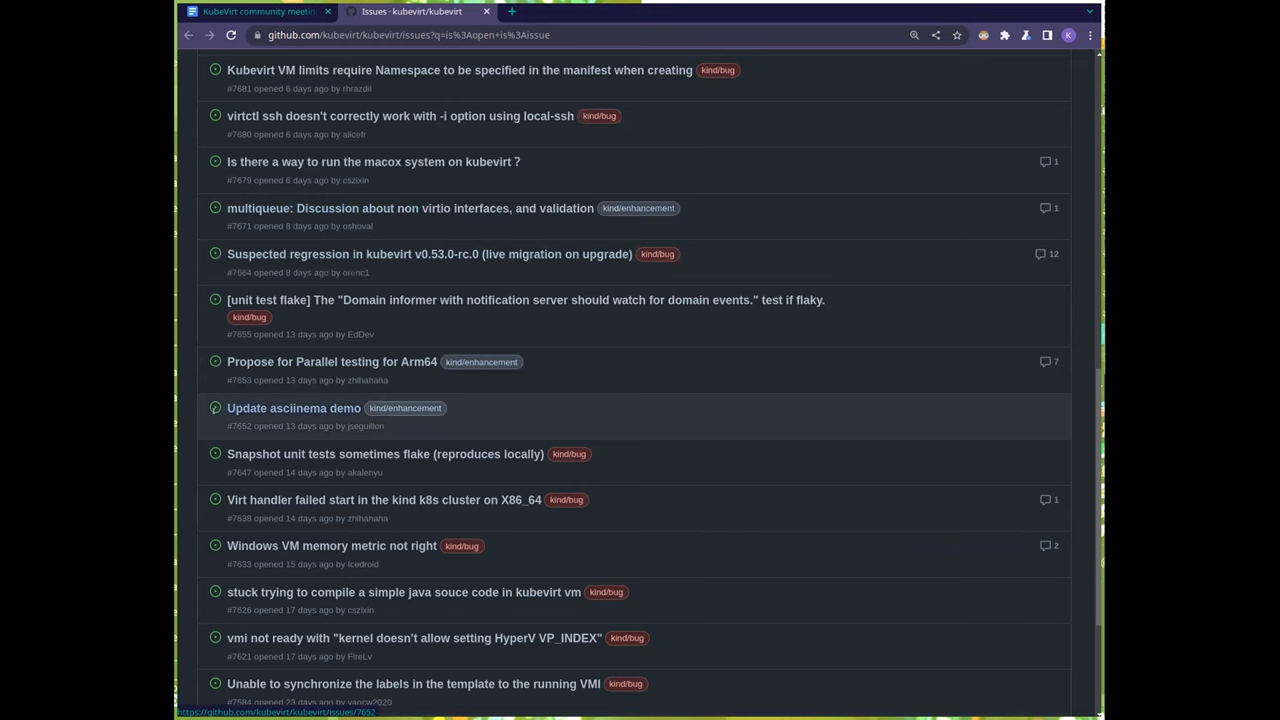 KubeVirt community meetin
Issues · kubevirt/kubevirt
github.com/kubevirt/kubevirt/issues?q=is%3Aopen+is%3Aissue
K
Kubevirt VM limits require Namespace to be specified in the manifest when creating kind/bug
#7681 opened 6 days ago by rhrazdil
virtctl ssh doesn't correctly work with -i option using local-ssh kind/bug
#7680 opened 6 days ago by alicefr
Is there a way to run the macox system on kubevirt ? 1
#7679 opened 6 days ago by cszixin
multiqueue: Discussion about non virtio interfaces, and validation kind/enhancement 1
#7671 opened 8 days ago by oshoval
Suspected regression in kubevirt v0.53.0-rc.0 (live migration on upgrade) kind/bug 12
#7664 opened 8 days ago by orenc1
[unit test flake] The "Domain informer with notification server should watch for domain events." test if flaky.
kind/bug
#7655 opened 13 days ago by EdDev
Propose for Parallel testing for Arm64 kind/enhancement 7
#7653 opened 13 days ago by zhlhahaha
Update asciinema demo kind/enhancement
#7652 opened 13 days ago by jseguillon
Snapshot unit tests sometimes flake (reproduces locally) kind/bug
#7647 opened 14 days ago by akalenyu
Virt handler failed start in the kind k8s cluster on X86_64 kind/bug 1
#7638 opened 14 days ago by zhlhahaha
Windows VM memory metric not right kind/bug 2
#7633 opened 15 days ago by Icedroid
stuck trying to compile a simple java souce code in kubevirt vm kind/bug
#7626 opened 17 days ago by cszixin
vmi not ready with "kernel doesn't allow setting HyperV VP_INDEX" kind/bug
#7621 opened 17 days ago by FireLv
Unable to synchronize the labels in the template to the running VMI kind/bug
#7584 opened 23 days ago by yaocw2020
https://github.com/kubevirt/kubevirt/issues/7652